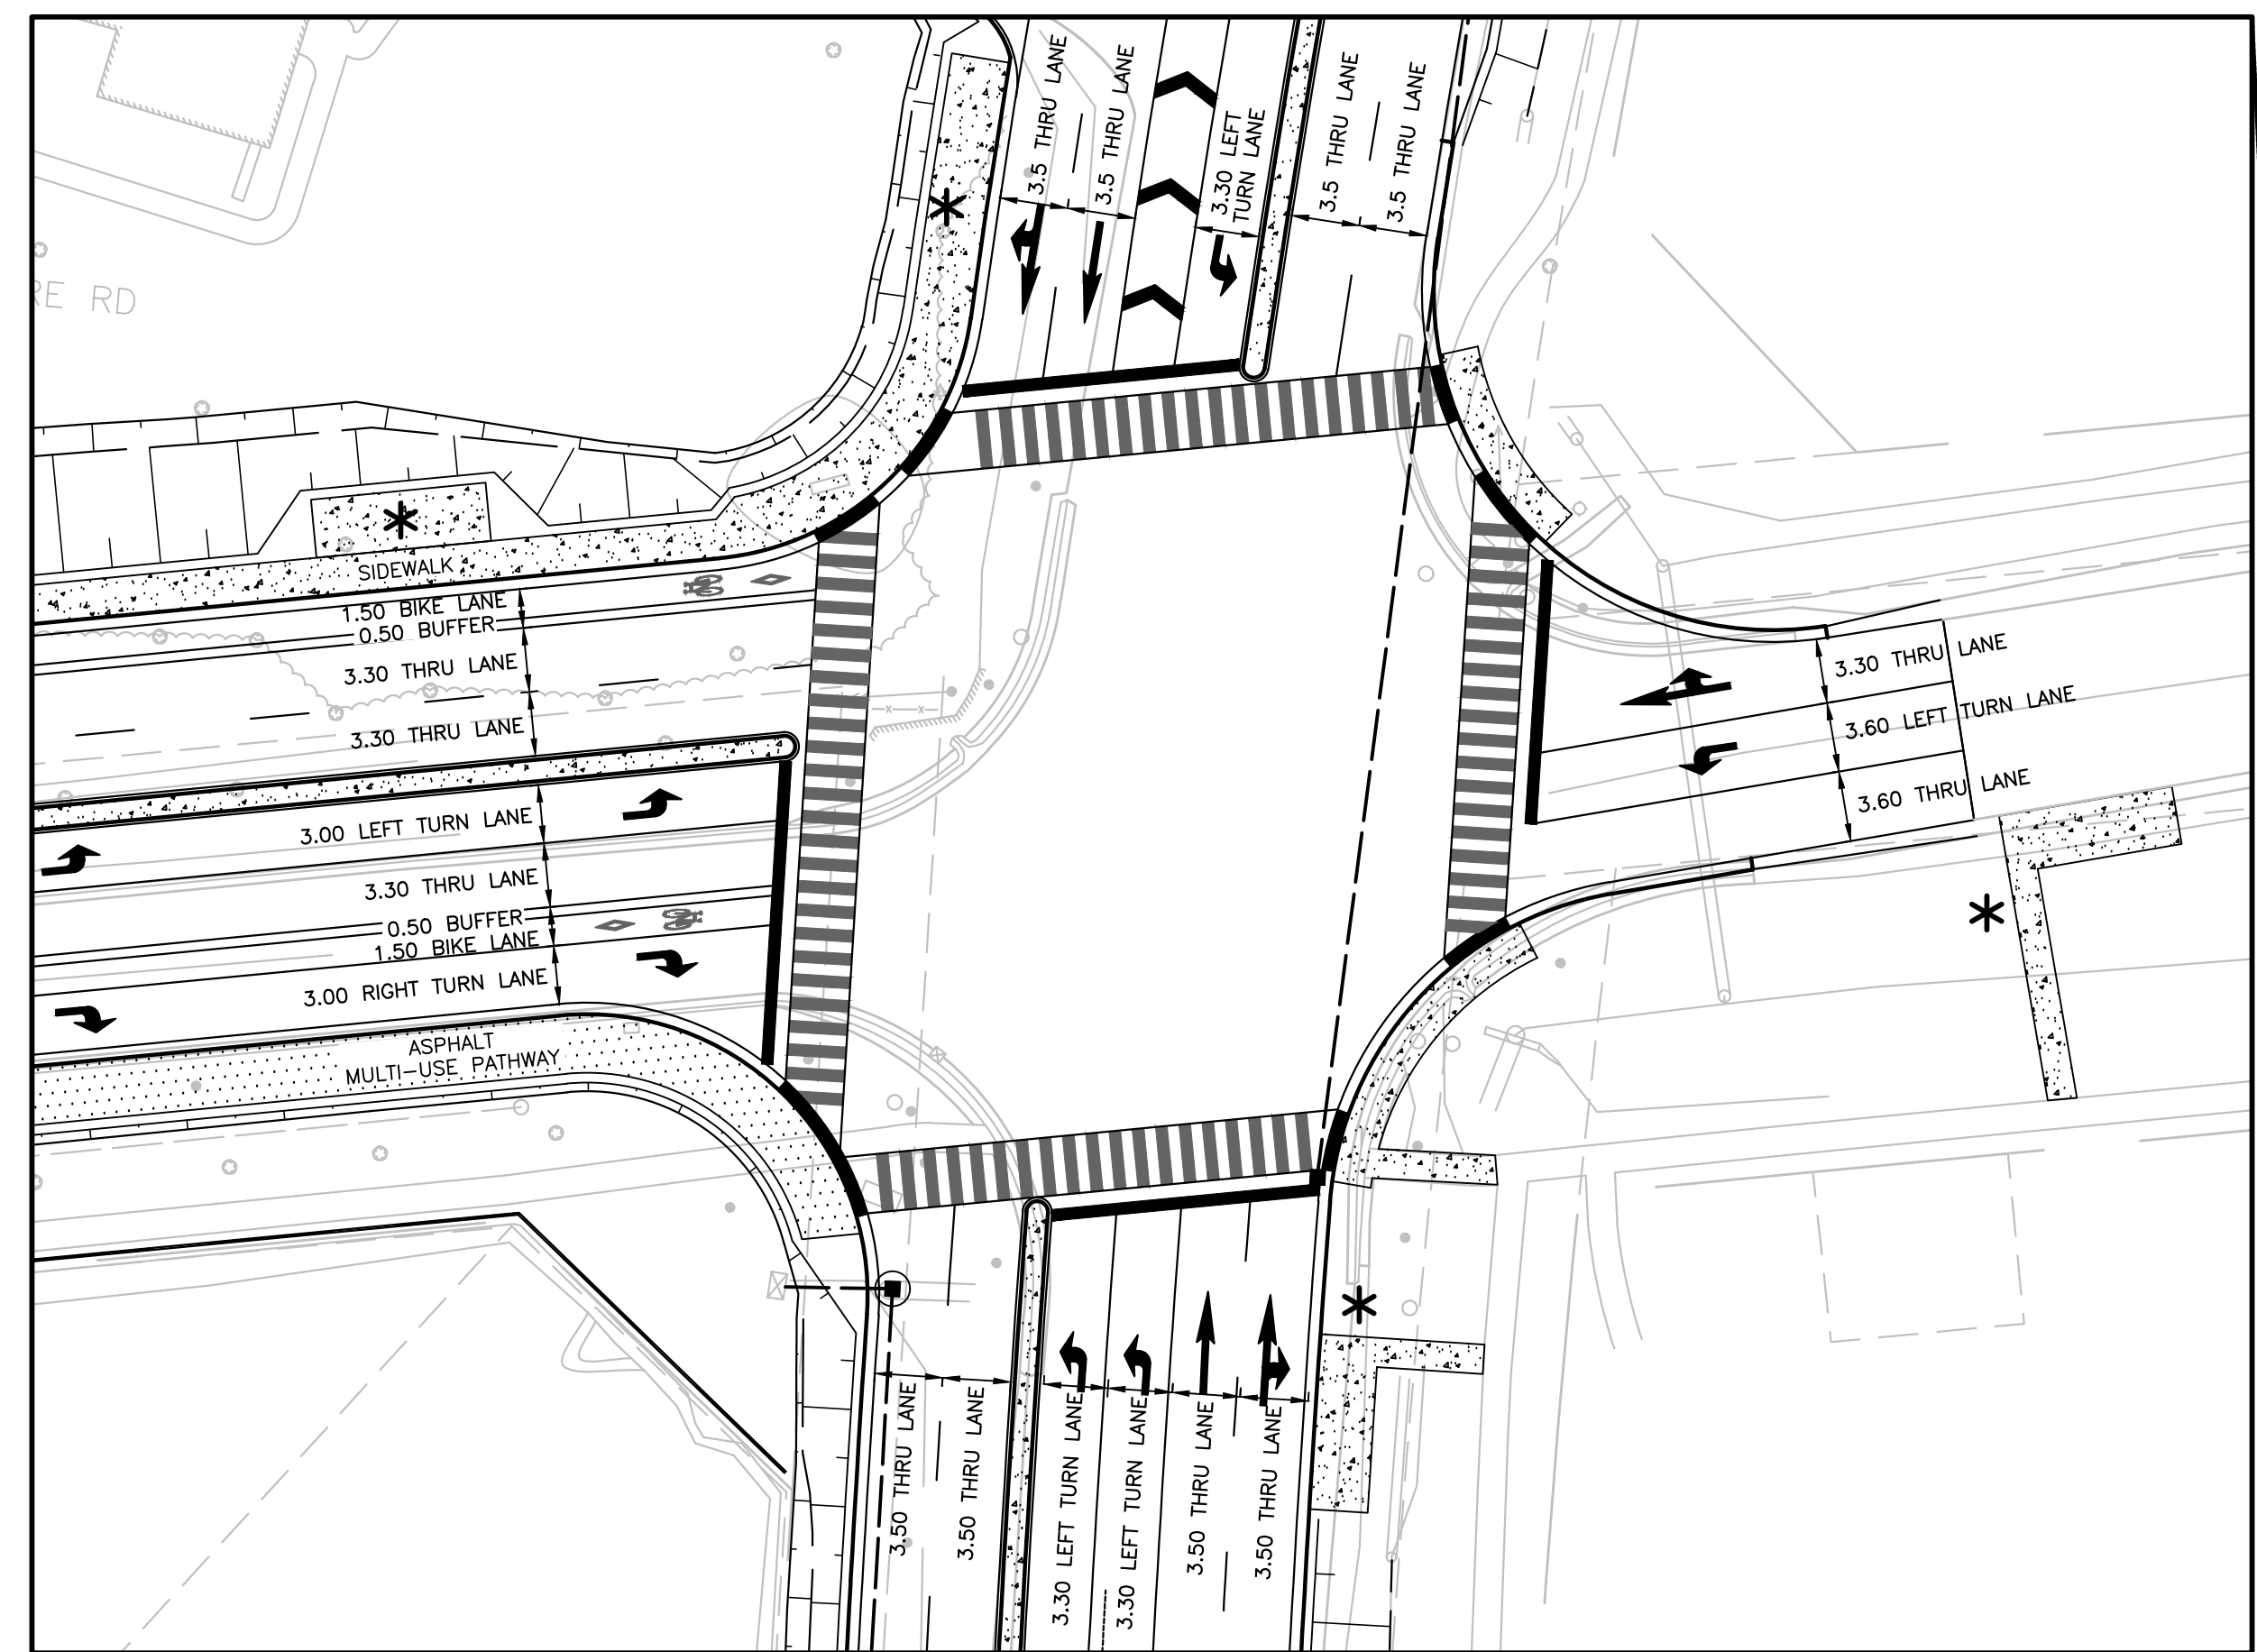 3.5 THRU LANE
3.5 THRU LANE
3.30 LEFT
TURN LANE
3.5 THRU LANE
3.5 THRU LANE
RE RD
SIDEWALK
1.50 BIKE LANE
0.50 BUFFER
3.30 THRU LANE
3.30 THRU LANE
3.00 LEFT TURN LANE
3.30 THRU LANE
0.50 BUFFER
1.50 BIKE LANE
3.00 RIGHT TURN LANE
ASPHALT
MULTI-USE PATHWAY
3.30 THRU LANE
3.60 LEFT TURN LANE
3.60 THRU LANE
3.50 THRU LANE
3.50 THRU LANE
3.30 LEFT TURN LANE
3.30 LEFT TURN LANE
3.50 THRU LANE
3.50 THRU LANE